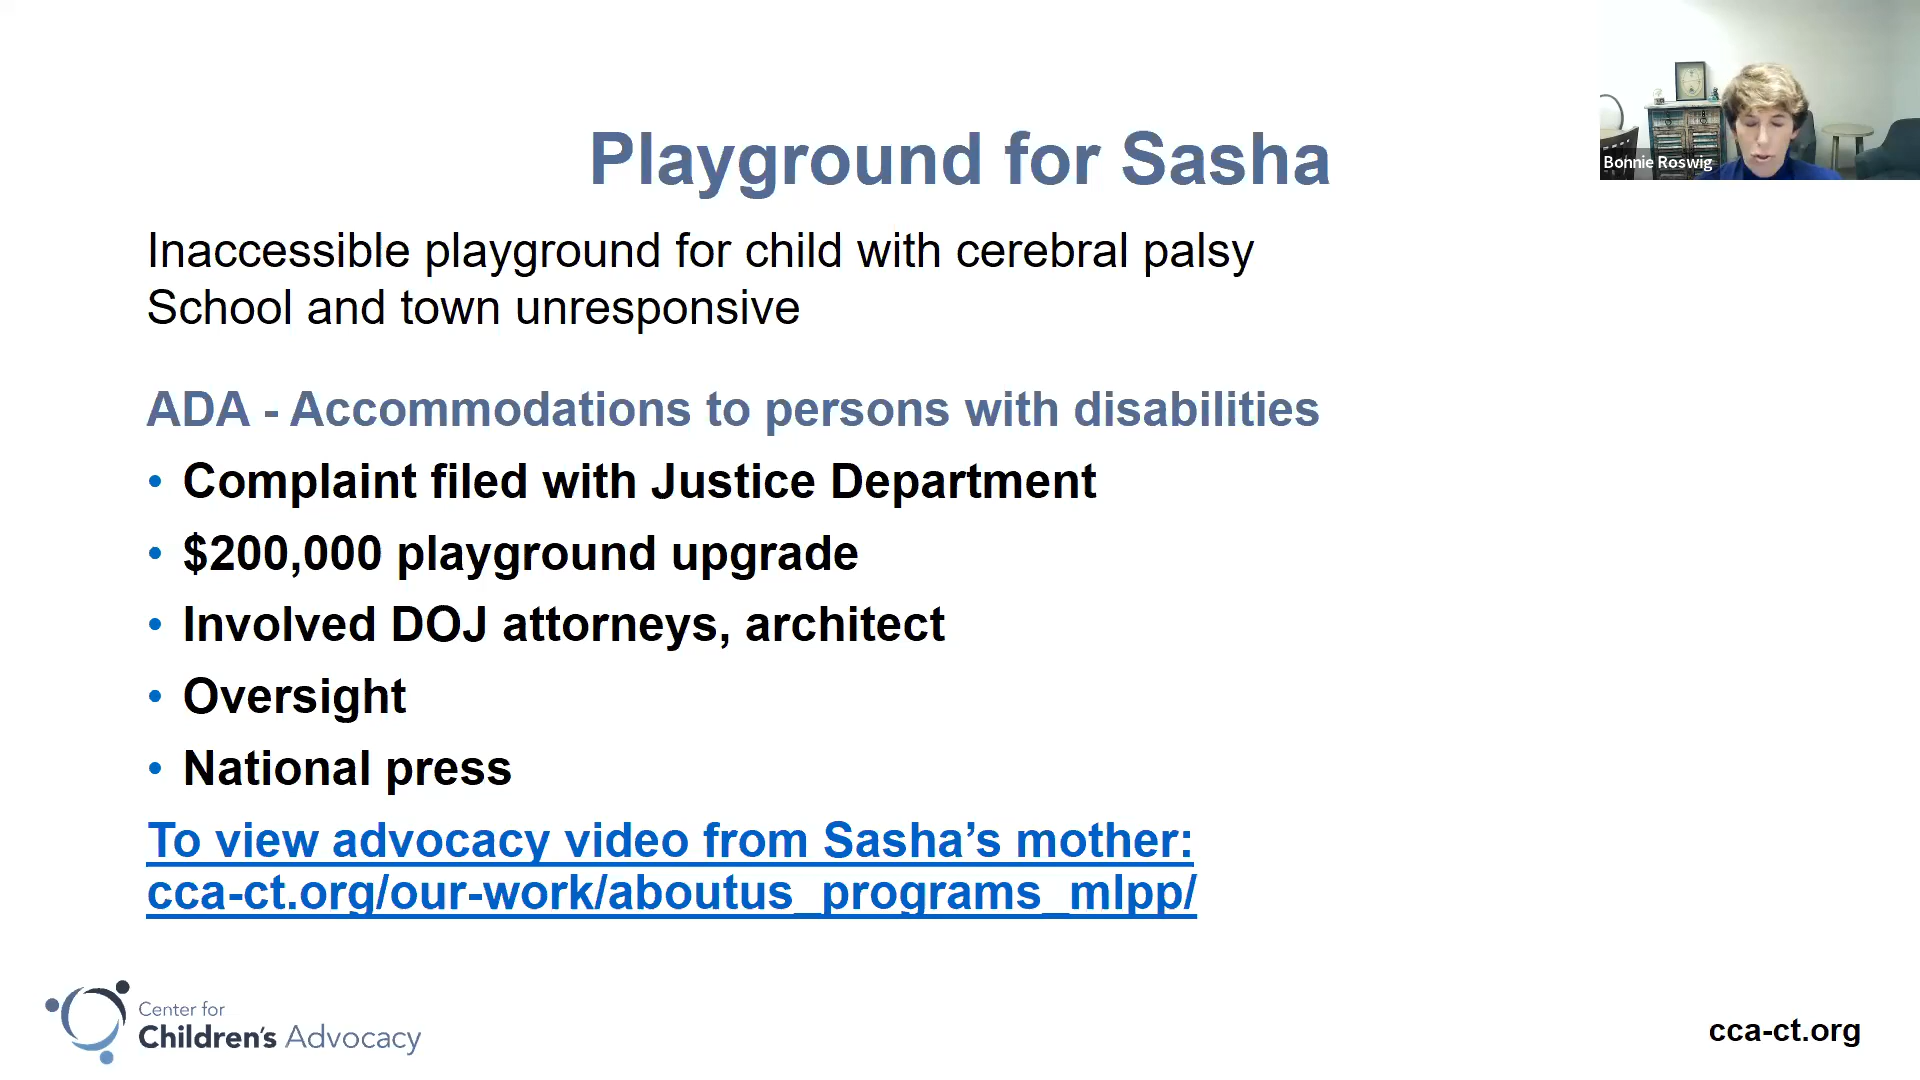 Playground for Sasha
Bonnie Roswig
Inaccessible playground for child with cerebral palsy
School and town unresponsive
ADA - Accommodations to persons with disabilities
• Complaint filed with Justice Department
• $200,000 playground upgrade
• Involved DOJ attorneys, architect
• Oversight
• National press
To view advocacy video from Sasha’s mother:
cca-ct.org/our-work/aboutus_programs_mlpp/
Center for
Children's Advocacy
cca-ct.org